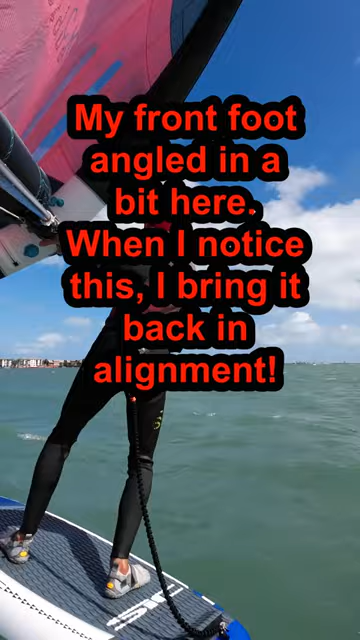 My front foot
angled in a
bit here.
When I notice
this, I bring it
back in
alignment!